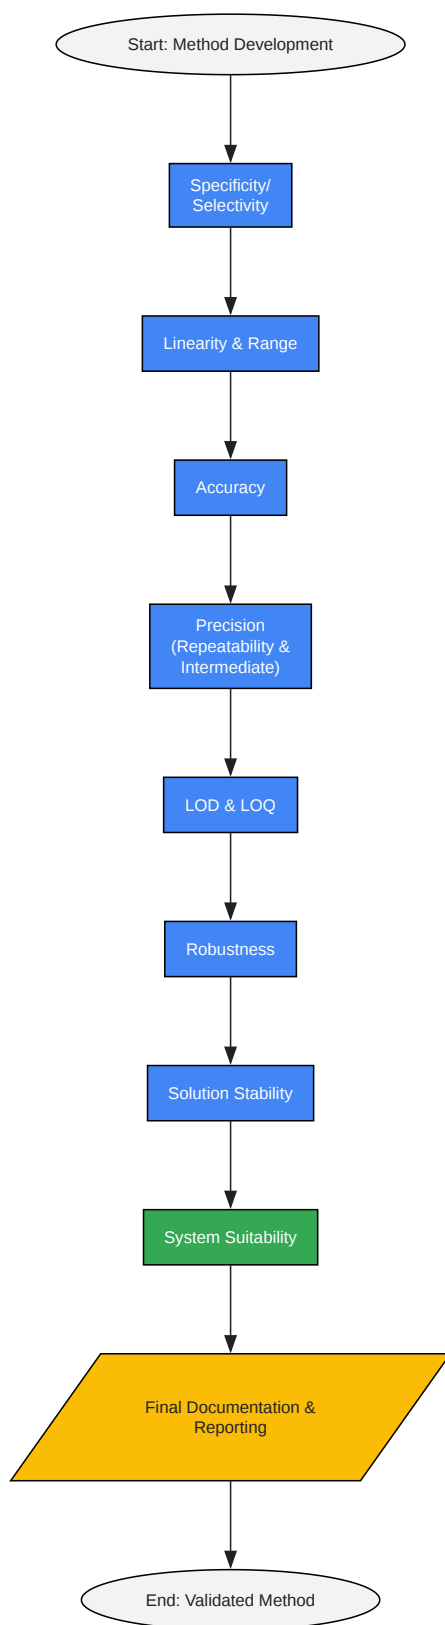 Start: Method Development
Specificity/
Selectivity
Linearity & Range
Accuracy
Precision
(Repeatability &
Intermediate)
LOD & LOQ
Robustness
Solution Stability
System Suitability
Final Documentation &
Reporting
End: Validated Method